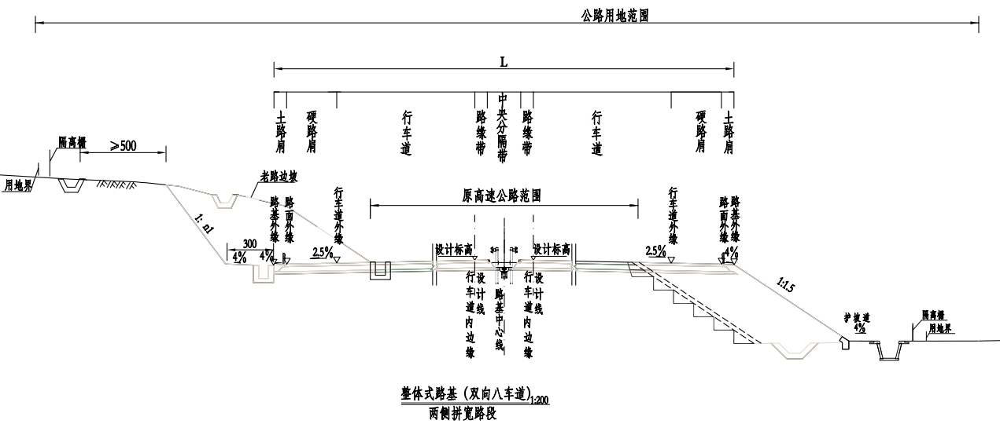 公路用地范围
L
土路肩
硬路肩
行车道
路缘带
中央分隔带
路缘带
行车道
硬路肩
土路肩
隔离栅
≥500
用地界
老路边坡
原高速公路范围
路基外缘
路面外缘
行车道外缘
行车道外缘
路面外缘
路基外缘
1: n1
300
4%
4%
2.5%
设计标高
设计标高
2.5%
4%
1:1.5
行车道内边缘
设计线
路基中心线
行车道内边缘
设计线
护坡道
4%
隔离栅
用地界
整体式路基（双向八车道）1:200
两侧拼宽路段